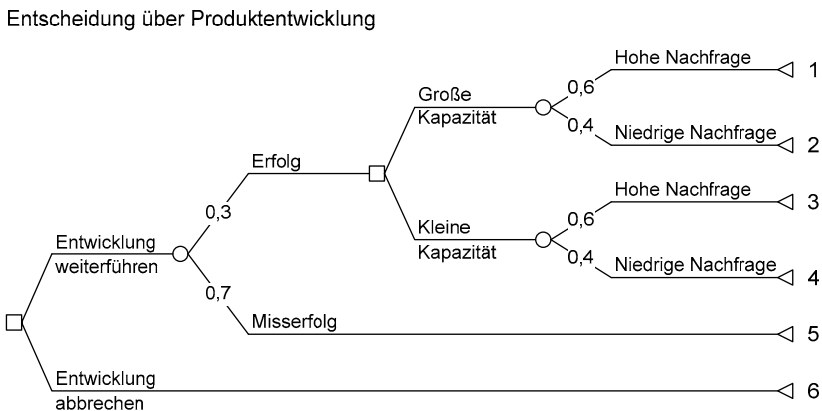 Entscheidung über Produktentwicklung
Hohe Nachfrage
1
0,6
Große
Kapazität
0,4
Niedrige Nachfrage
2
Erfolg
Hohe Nachfrage
3
0,3
0,6
Kleine
Kapazität
0,4
Niedrige Nachfrage
4
Entwicklung
weiterführen
0,7
Misserfolg
5
Entwicklung
abbrechen
6